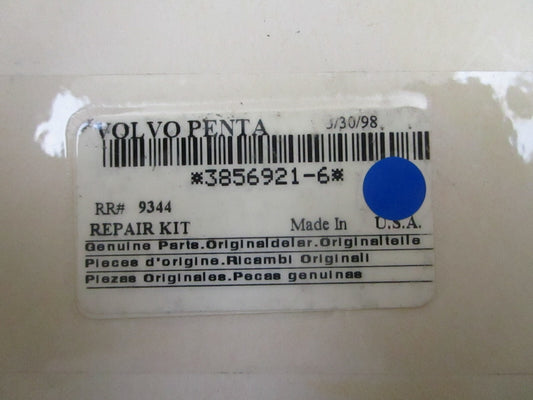 VOLVO PENTA 3/30/98
*3856921-6*
RR# 9344
REPAIR KIT Made In U.S.A.
Genuine Parts.Originaldelar.Originalteile
Pieces d'origine.Ricambi Originali
Piezas Originales.Pecas genuinas